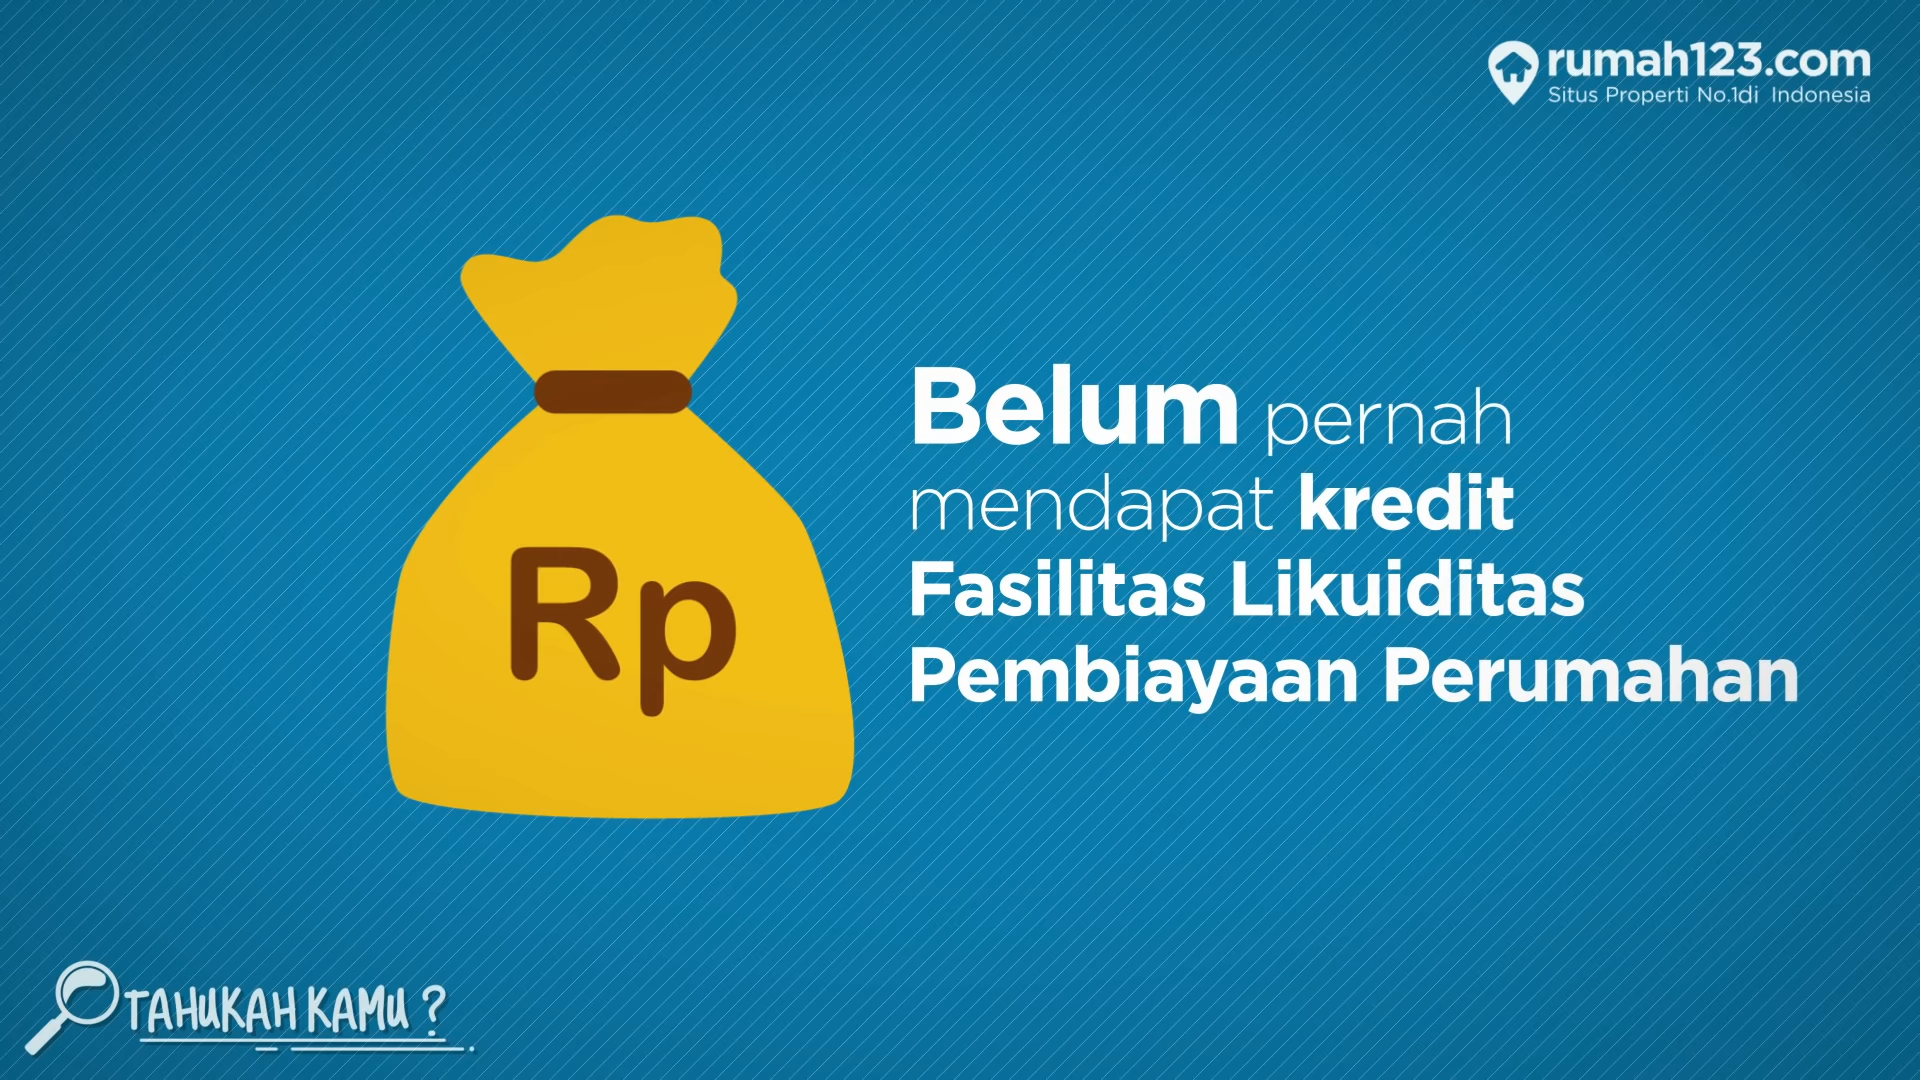 rumah123.com
Situs Properti No.1di Indonesia
Rp
Belum pernah
mendapat kredit
Fasilitas Likuiditas
Pembiayaan Perumahan
TAHUKAH KAMU ?